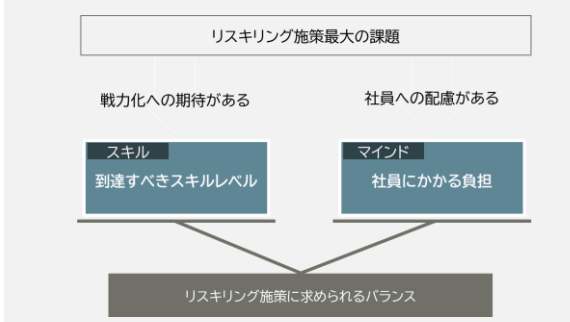 リスキリング施策最大の課題
戦力化への期待がある
社員への配慮がある
スキル
到達すべきスキルレベル
マインド
社員にかかる負担
リスキリング施策に求められるバランス